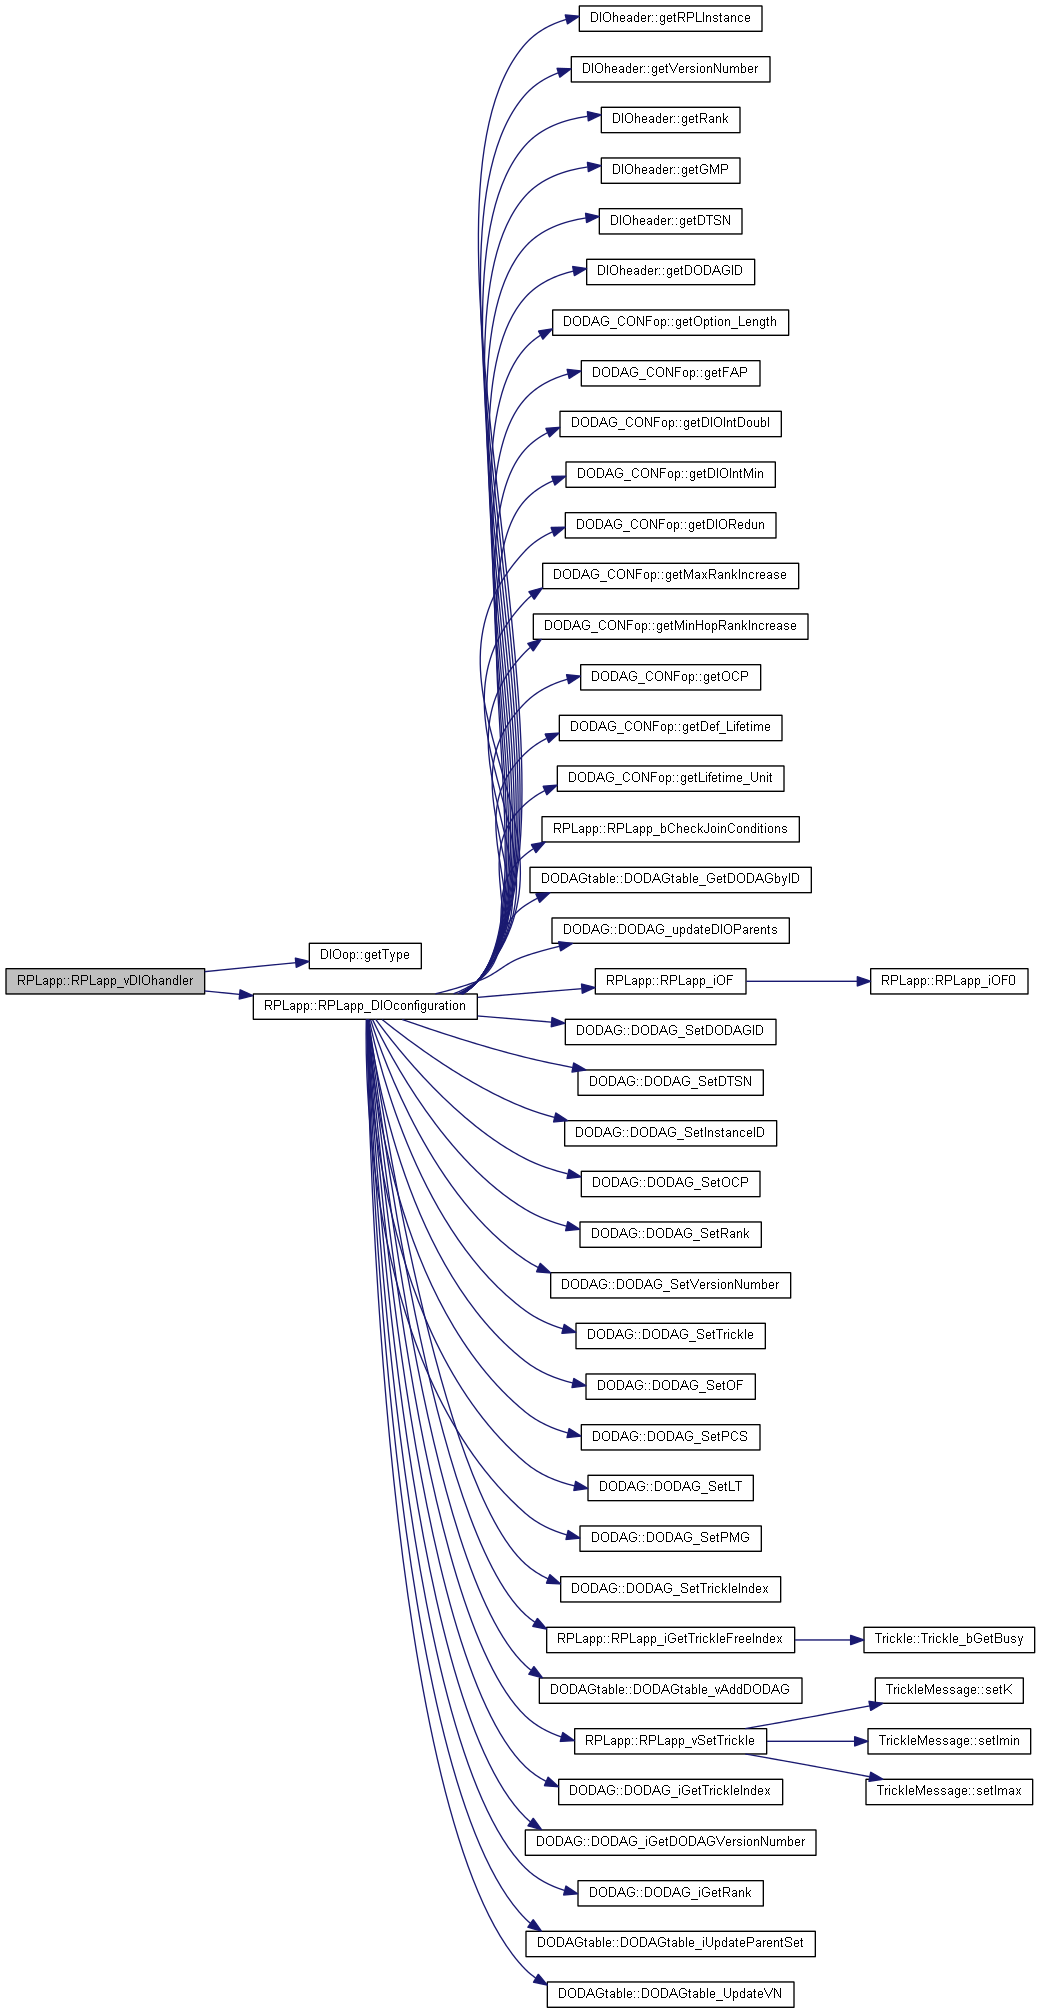 DIOheader::getRPLInstance
DIOheader::getVersionNumber
DIOheader::getRank
DIOheader::getGMP
DIOheader::getDTSN
DIOheader::getDODAGID
DODAG_CONFop::getOption_Length
DODAG_CONFop::getFAP
DODAG_CONFop::getDIOIntDoubl
DODAG_CONFop::getDIOIntMin
DODAG_CONFop::getDIORedun
DODAG_CONFop::getMaxRankIncrease
DODAG_CONFop::getMinHopRankIncrease
DODAG_CONFop::getOCP
DODAG_CONFop::getDef_Lifetime
DODAG_CONFop::getLifetime_Unit
RPLapp::RPLapp_bCheckJoinConditions
DODAGtable::DODAGtable_GetDODAGbyID
DODAG::DODAG_updateDIOParents
DIOop::getType
RPLapp::RPLapp_vDIOhandler
RPLapp::RPLapp_iOF
RPLapp::RPLapp_iOF0
RPLapp::RPLapp_DIOconfiguration
DODAG::DODAG_SetDODAGID
DODAG::DODAG_SetDTSN
DODAG::DODAG_SetInstanceID
DODAG::DODAG_SetOCP
DODAG::DODAG_SetRank
DODAG::DODAG_SetVersionNumber
DODAG::DODAG_SetTrickle
DODAG::DODAG_SetOF
DODAG::DODAG_SetPCS
DODAG::DODAG_SetLT
DODAG::DODAG_SetPMG
DODAG::DODAG_SetTrickleIndex
RPLapp::RPLapp_iGetTrickleFreeIndex
Trickle::Trickle_bGetBusy
DODAGtable::DODAGtable_vAddDODAG
TrickleMessage::setK
RPLapp::RPLapp_vSetTrickle
TrickleMessage::setImin
DODAG::DODAG_iGetTrickleIndex
TrickleMessage::setImax
DODAG::DODAG_iGetDODAGVersionNumber
DODAG::DODAG_iGetRank
DODAGtable::DODAGtable_iUpdateParentSet
DODAGtable::DODAGtable_UpdateVN